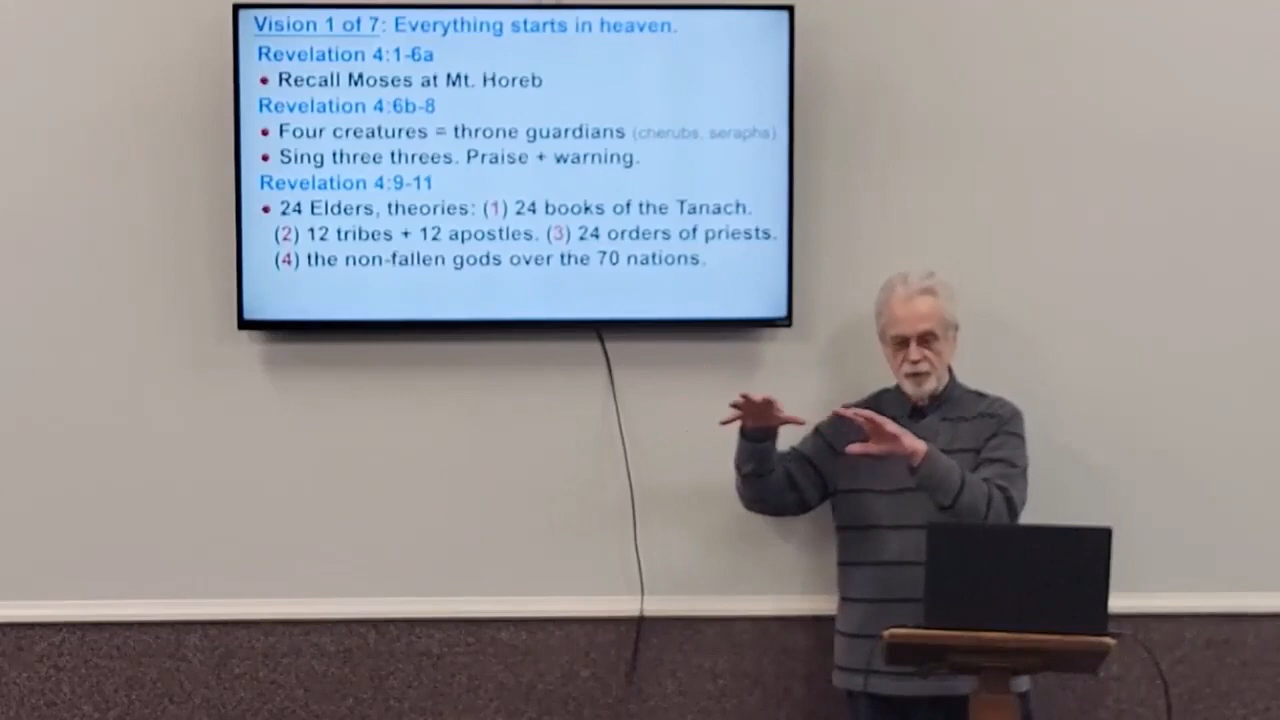 Vision 1 of 7: Everything starts in heaven.
Revelation 4:1-6a
• Recall Moses at Mt. Horeb
Revelation 4:6b-8
• Four creatures = throne guardians (cherubs, seraphs)
• Sing three threes. Praise + warning.
Revelation 4:9-11
• 24 Elders, theories: (1) 24 books of the Tanach.
(2) 12 tribes + 12 apostles. (3) 24 orders of priests.
(4) the non-fallen gods over the 70 nations.